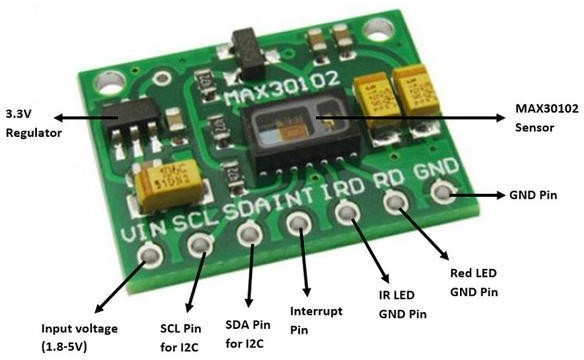 MAX30102
3.3V
Regulator
MAX30102
Sensor
VIN SCL SDA INT IRD RD GND
GND Pin
Input voltage
(1.8-5V)
SCL Pin
for I2C
SDA Pin
for I2C
Interrupt
Pin
IR LED
GND Pin
Red LED
GND Pin